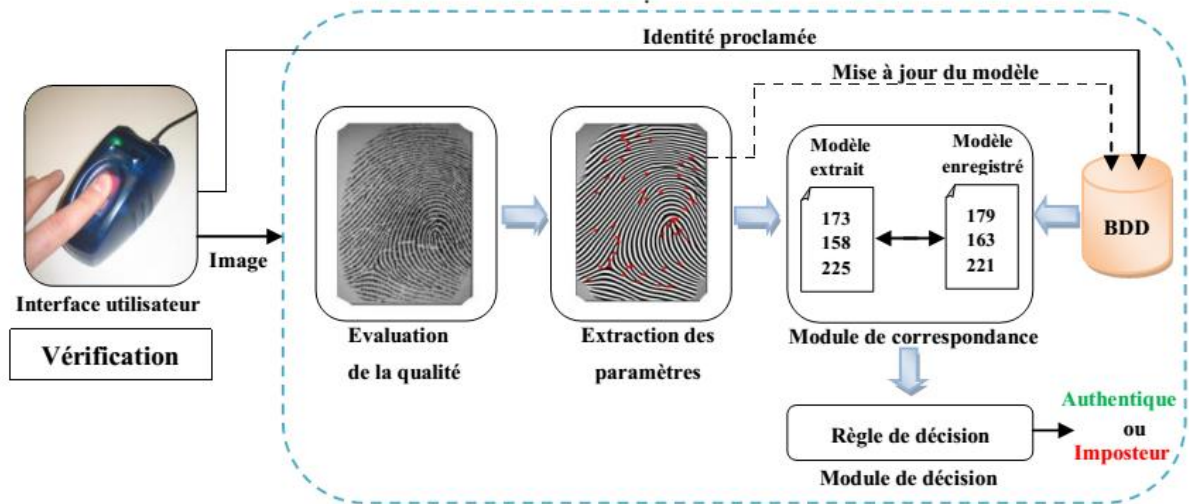 Identité proclamée
Mise à jour du modèle
Image
Interface utilisateur
Vérification
Evaluation
de la qualité
Extraction des
paramètres
Modèle
extrait
173
158
225
Modèle
enregistré
179
163
221
Module de correspondance
BDD
Règle de décision
Module de décision
Authentique
ou
Imposteur